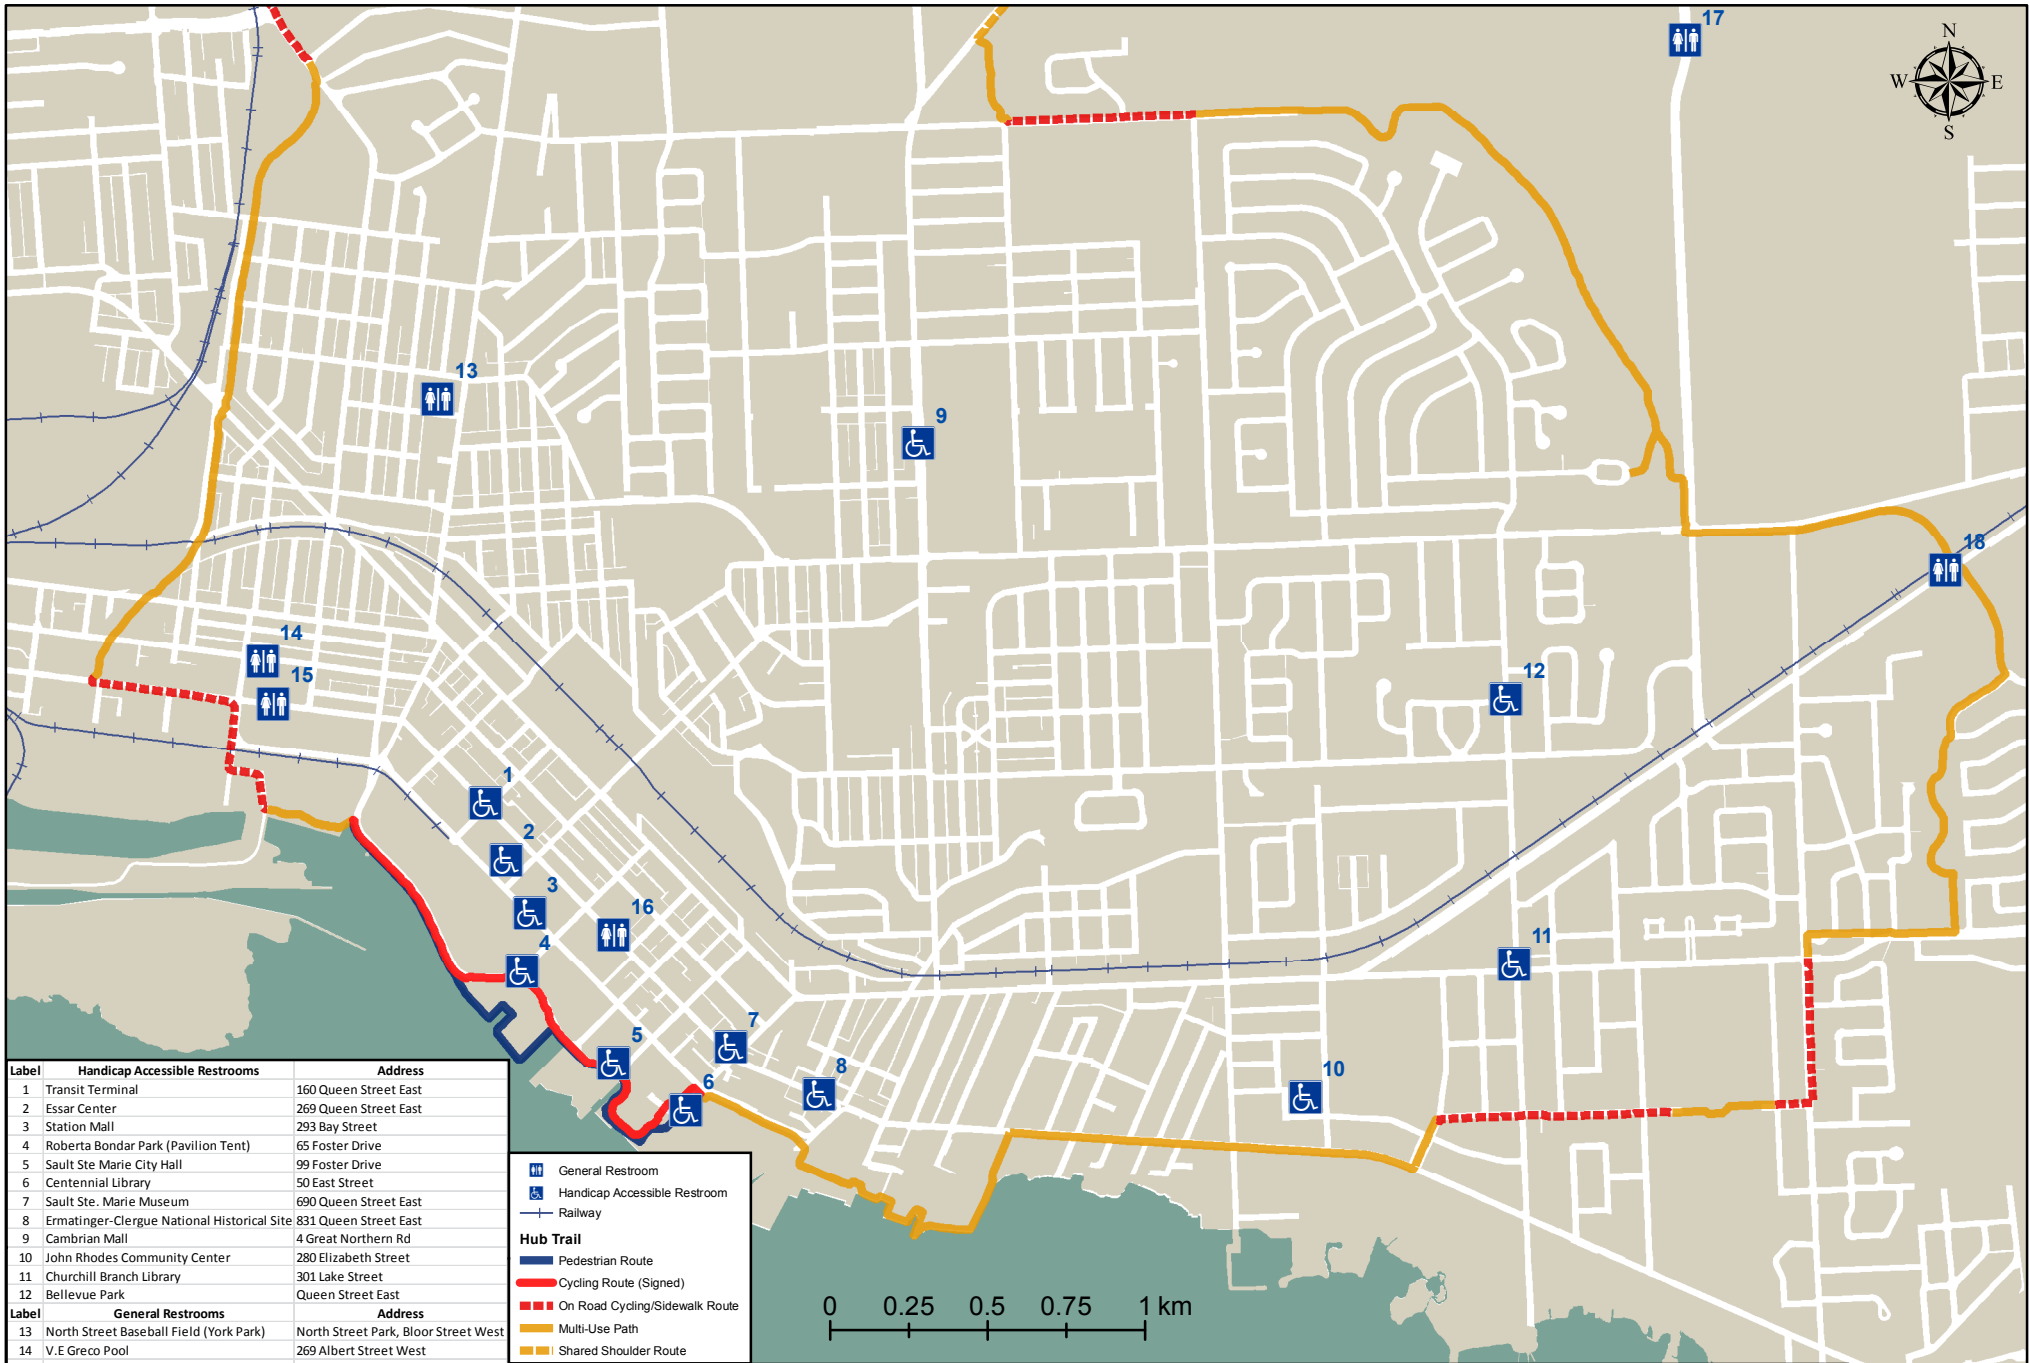 17
N
W E
S
13
9
18
14
15
12
1
2
3
16
4
11
7
5
8
10
6
Label Handicap Accessible Restrooms Address
1 Transit Terminal 160 Queen Street East
2 Essar Center 269 Queen Street East
3 Station Mall 293 Bay Street
4 Roberta Bondar Park (Pavilion Tent) 65 Foster Drive
5 Sault Ste Marie City Hall 99 Foster Drive
6 Centennial Library 50 East Street
7 Sault Ste. Marie Museum 690 Queen Street East
8 Ermatinger-Clergue National Historical Site 831 Queen Street East
9 Cambrian Mall 4 Great Northern Rd
10 John Rhodes Community Center 280 Elizabeth Street
11 Churchill Branch Library 301 Lake Street
12 Bellevue Park Queen Street East
Label General Restrooms Address
13 North Street Baseball Field (York Park) North Street Park, Bloor Street West
14 V.E Greco Pool 269 Albert Street West
General Restroom
Handicap Accessible Restroom
Railway
Hub Trail
Pedestrian Route
Cycling Route (Signed)
On Road Cycling/Sidewalk Route
Multi-Use Path
Shared Shoulder Route
0 0.25 0.5 0.75 1 km